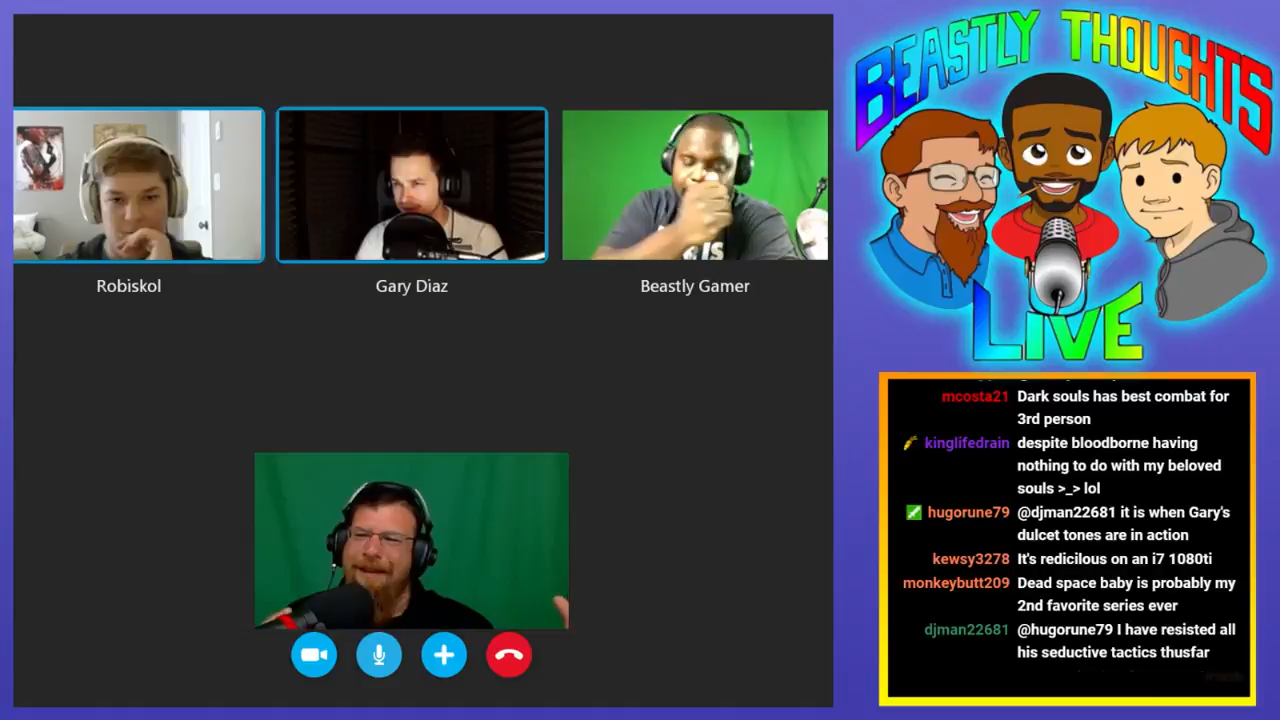 BEASTLY THOUGHTS
LIVE
Robiskol
Gary Diaz
Beastly Gamer
mcosta21 Dark souls has best combat for
3rd person
kinglifedrain despite bloodborne having
nothing to do with my beloved
souls >_> lol
hugorune79 @djman22681 it is when Gary's
dulcet tones are in action
kewsy3278 It's redicilous on an i7 1080ti
monkeybutt209 Dead space baby is probably my
2nd favorite series ever
djman22681 @hugorune79 I have resisted all
his seductive tactics thusfar